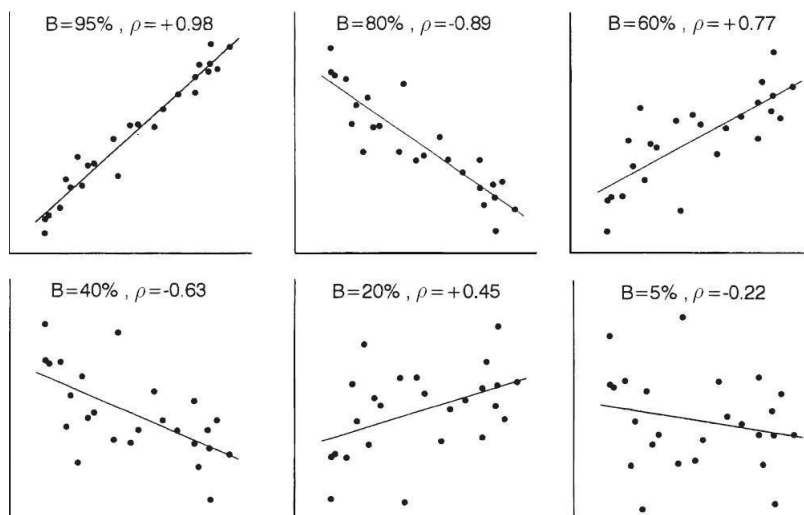 B=95% , ρ=+0.98
B=80% , ρ=-0.89
B=60% , ρ=+0.77
B=40% , ρ=-0.63
B=20% , ρ=+0.45
B=5% , ρ=-0.22